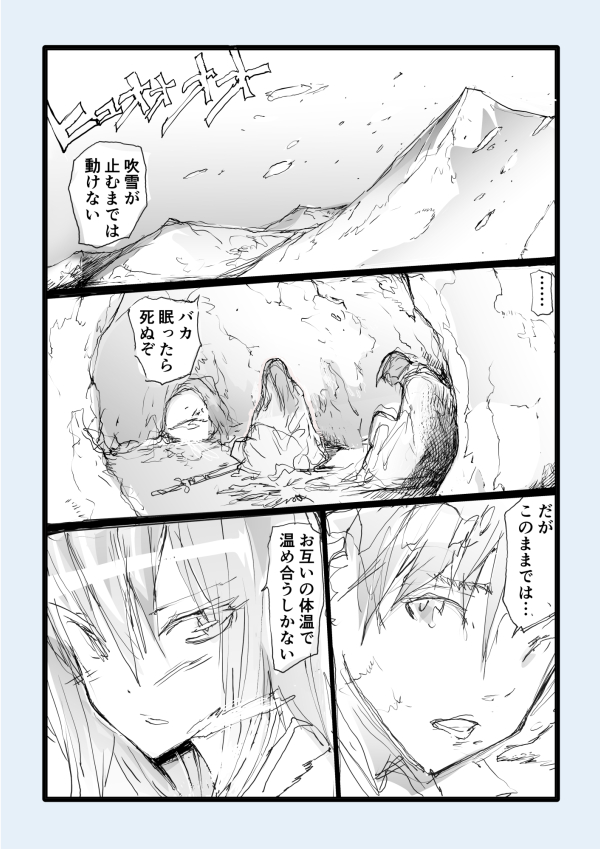 ヒュオオオオ
吹雪が
止むまでは
動けない
……
バカ
眠ったら
死ぬぞ
だが
このままでは…
お互いの体温で
温め合うしかない